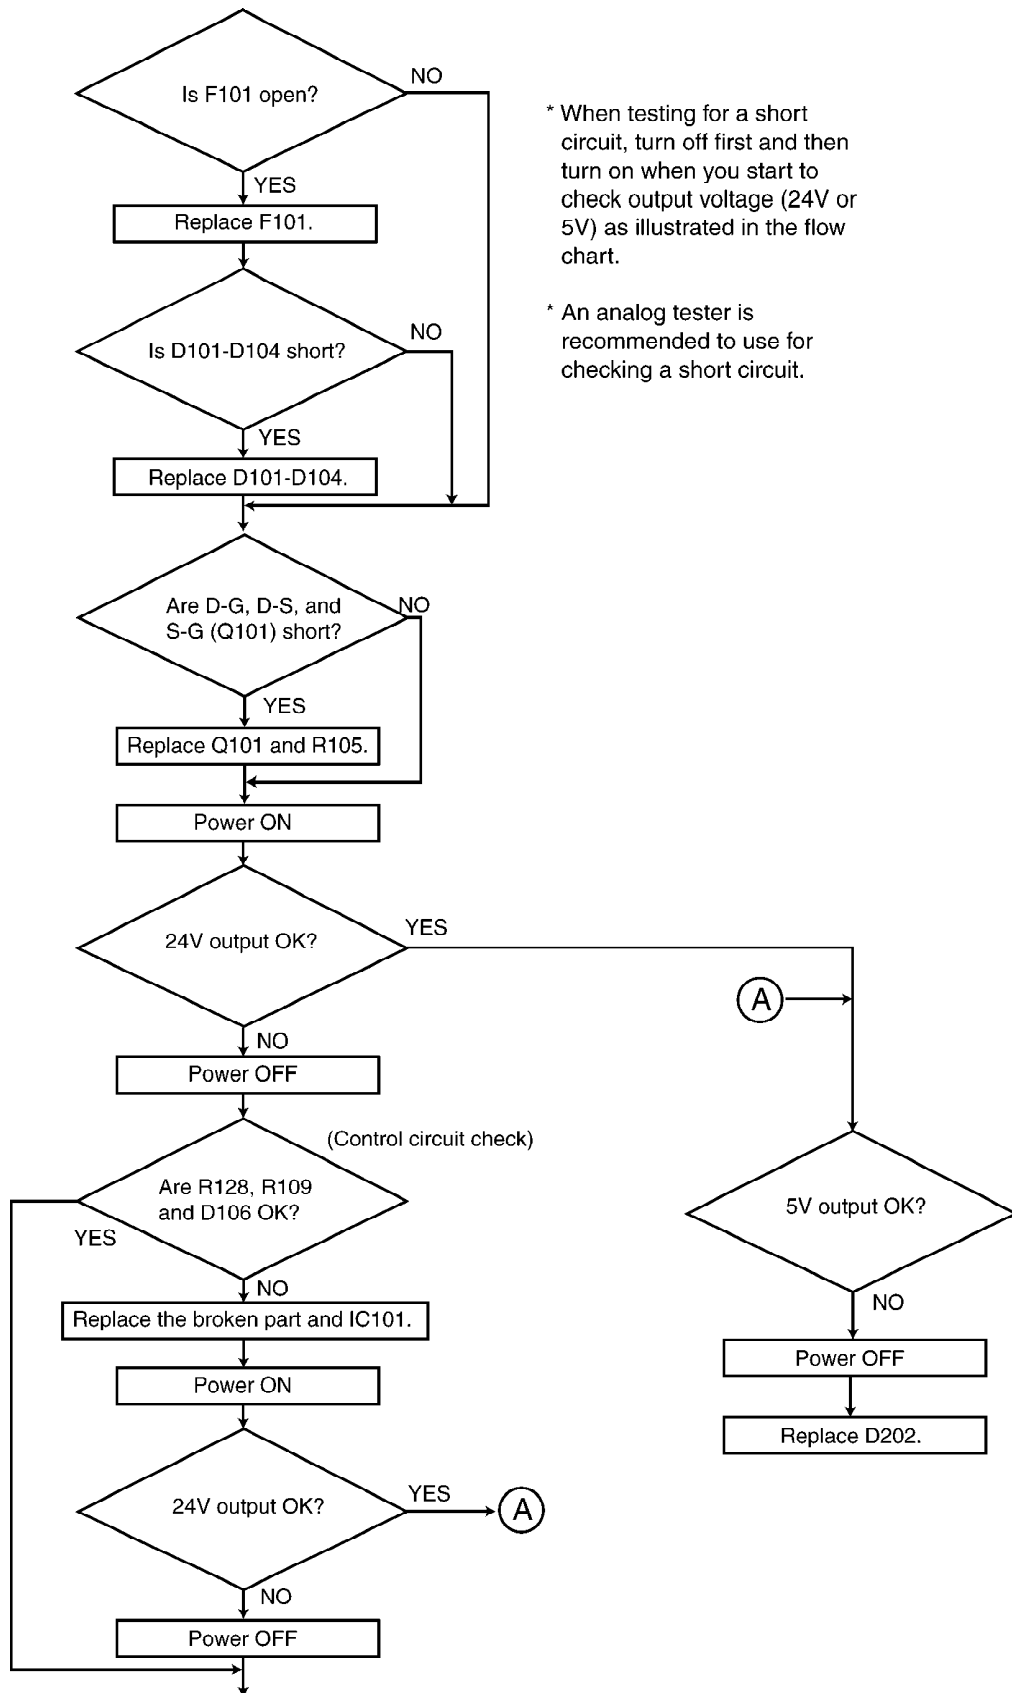 Is F101 open?
NO
YES
Replace F101.
Is D101-D104 short?
NO
YES
Replace D101-D104.
* When testing for a short
circuit, turn off first and then
turn on when you start to
check output voltage (24V or
5V) as illustrated in the flow
chart.
* An analog tester is
recommended to use for
checking a short circuit.
Are D-G, D-S, and
S-G (Q101) short?
NO
YES
Replace Q101 and R105.
Power ON
24V output OK?
YES
NO
Power OFF
(Control circuit check)
Are R128, R109
and D106 OK?
YES
NO
Replace the broken part and IC101.
Power ON
24V output OK?
YES
A
NO
Power OFF
A
5V output OK?
NO
Power OFF
Replace D202.